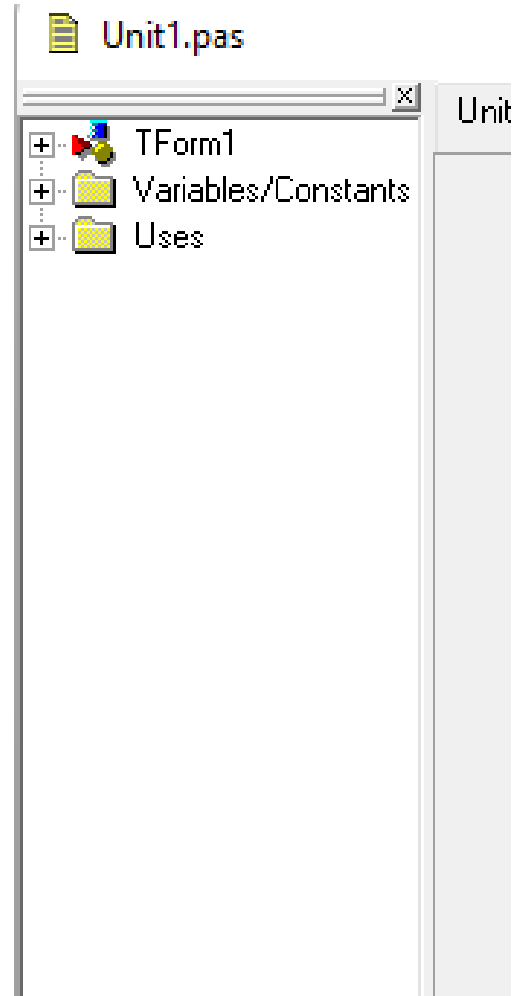 Unit1.pas
Unit
TForm1
Variables/Constants
Uses